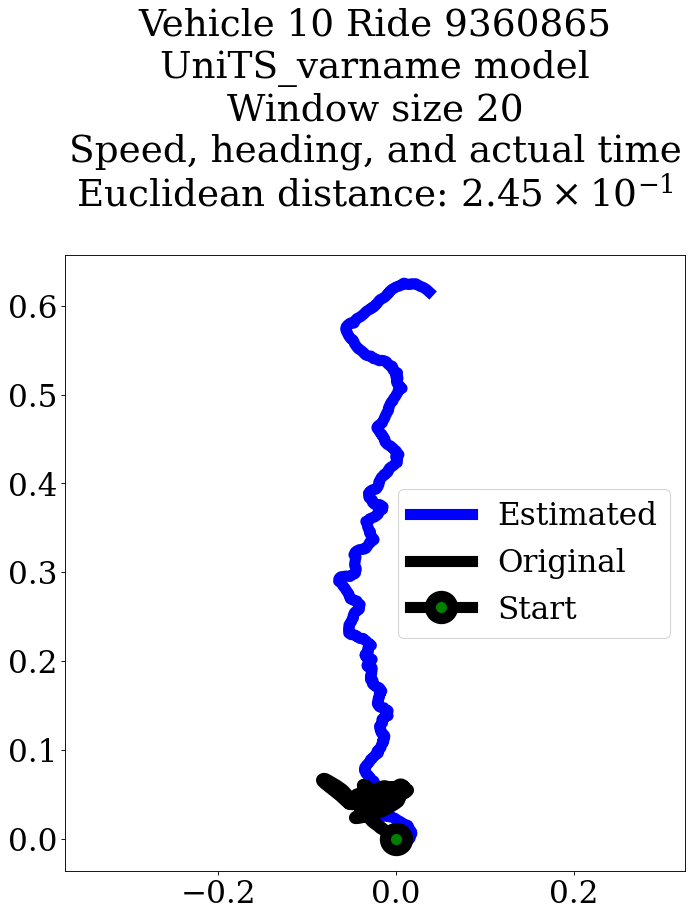 Vehicle 10 Ride 9360865
UniTS_varname model
Window size 20
Speed, heading, and actual time
Euclidean distance: 2.45 × 10⁻¹
0.6
0.5
0.4
0.3
0.2
0.1
0.0
Estimated
Original
Start
−0.2
0.0
0.2